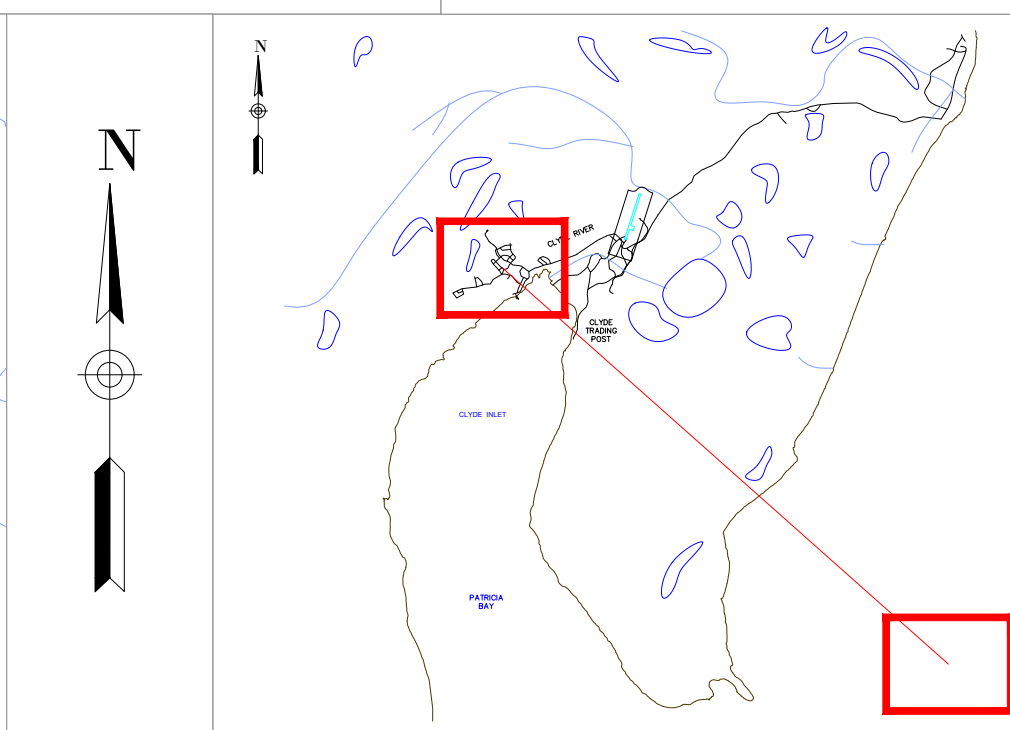 N
N
CLYDE RIVER
CLYDE
TRADING
POST
CLYDE INLET
PATRICIA
BAY